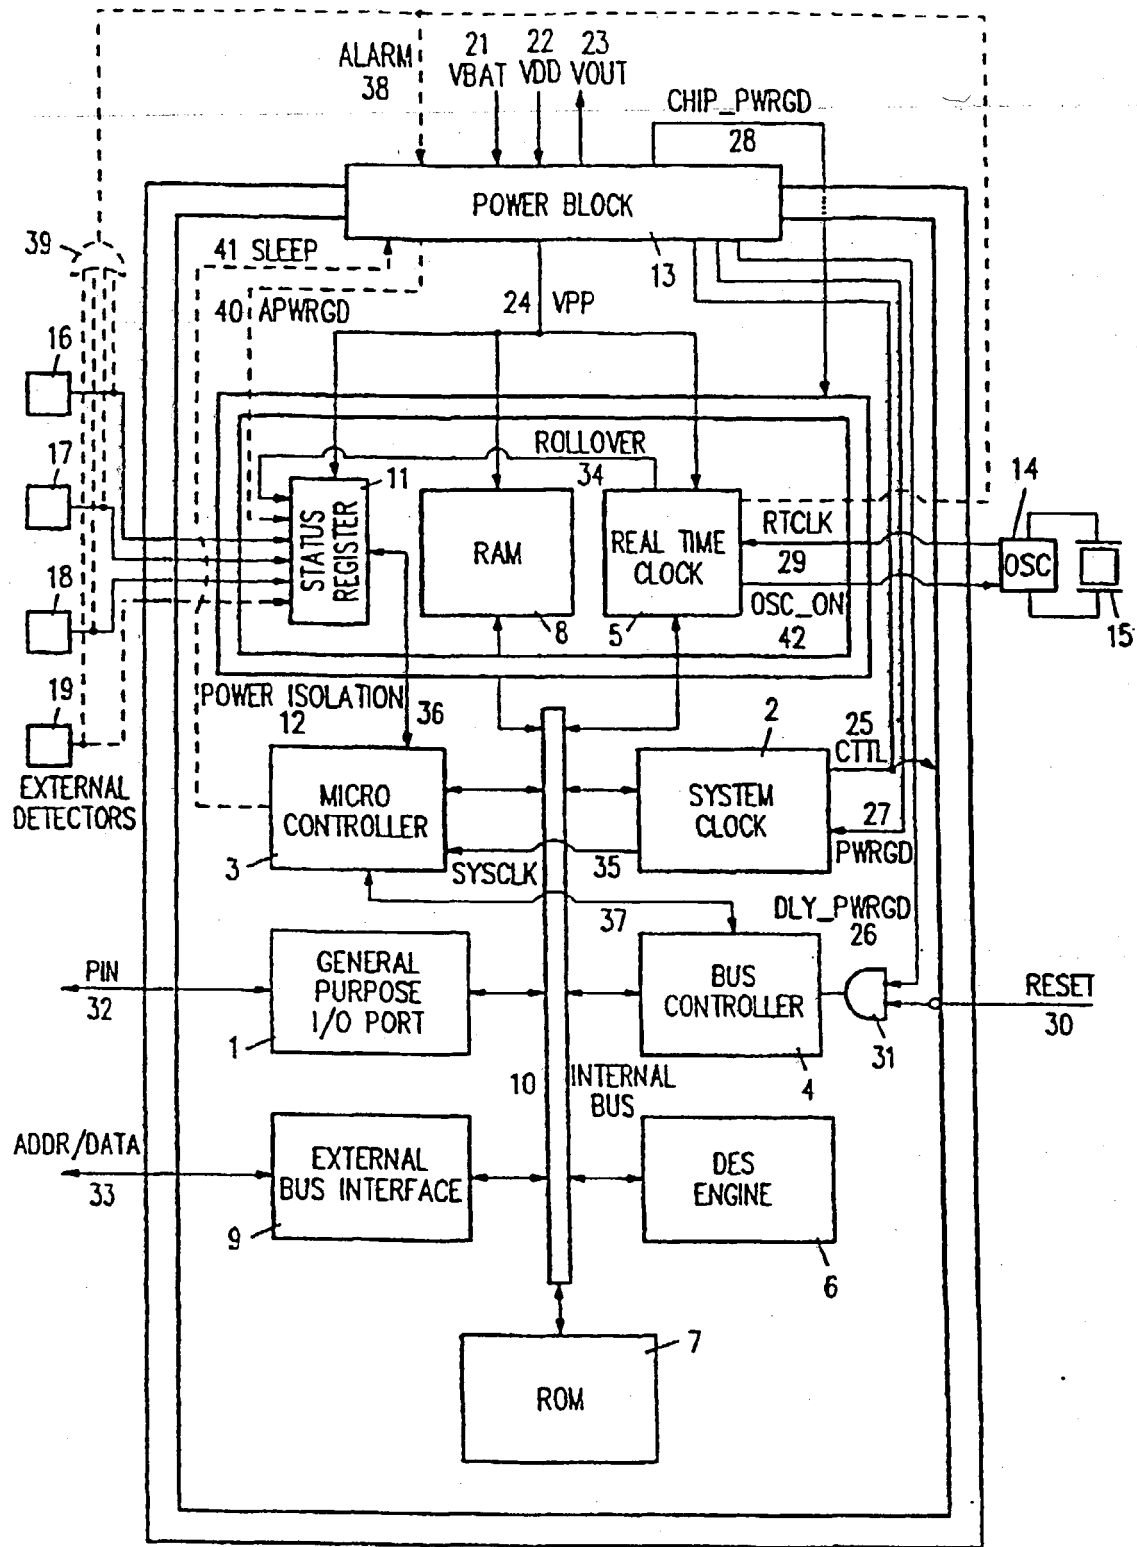 ALARM
38
21
VBAT
22
VDD
23
VOUT
CHIP_PWRGD
28
POWER BLOCK
13
39
41 SLEEP
40 APWRGD
24 VPP
16
17
18
19
EXTERNAL
DETECTORS
ROLLOVER
34
11
STATUS
REGISTER
RAM
8
REAL TIME
CLOCK
5
RTCLK
29
OSC_ON
42
14
OSC
15
POWER ISOLATION
12
36
2
25
CTTL
MICRO
CONTROLLER
3
SYSTEM
CLOCK
27
PWRGD
SYSCLK
35
37
DLY_PWRGD
26
PIN
32
GENERAL
PURPOSE
I/O PORT
1
BUS
CONTROLLER
4
31
RESET
30
10
INTERNAL
BUS
ADDR/DATA
33
EXTERNAL
BUS INTERFACE
9
DES
ENGINE
6
7
ROM